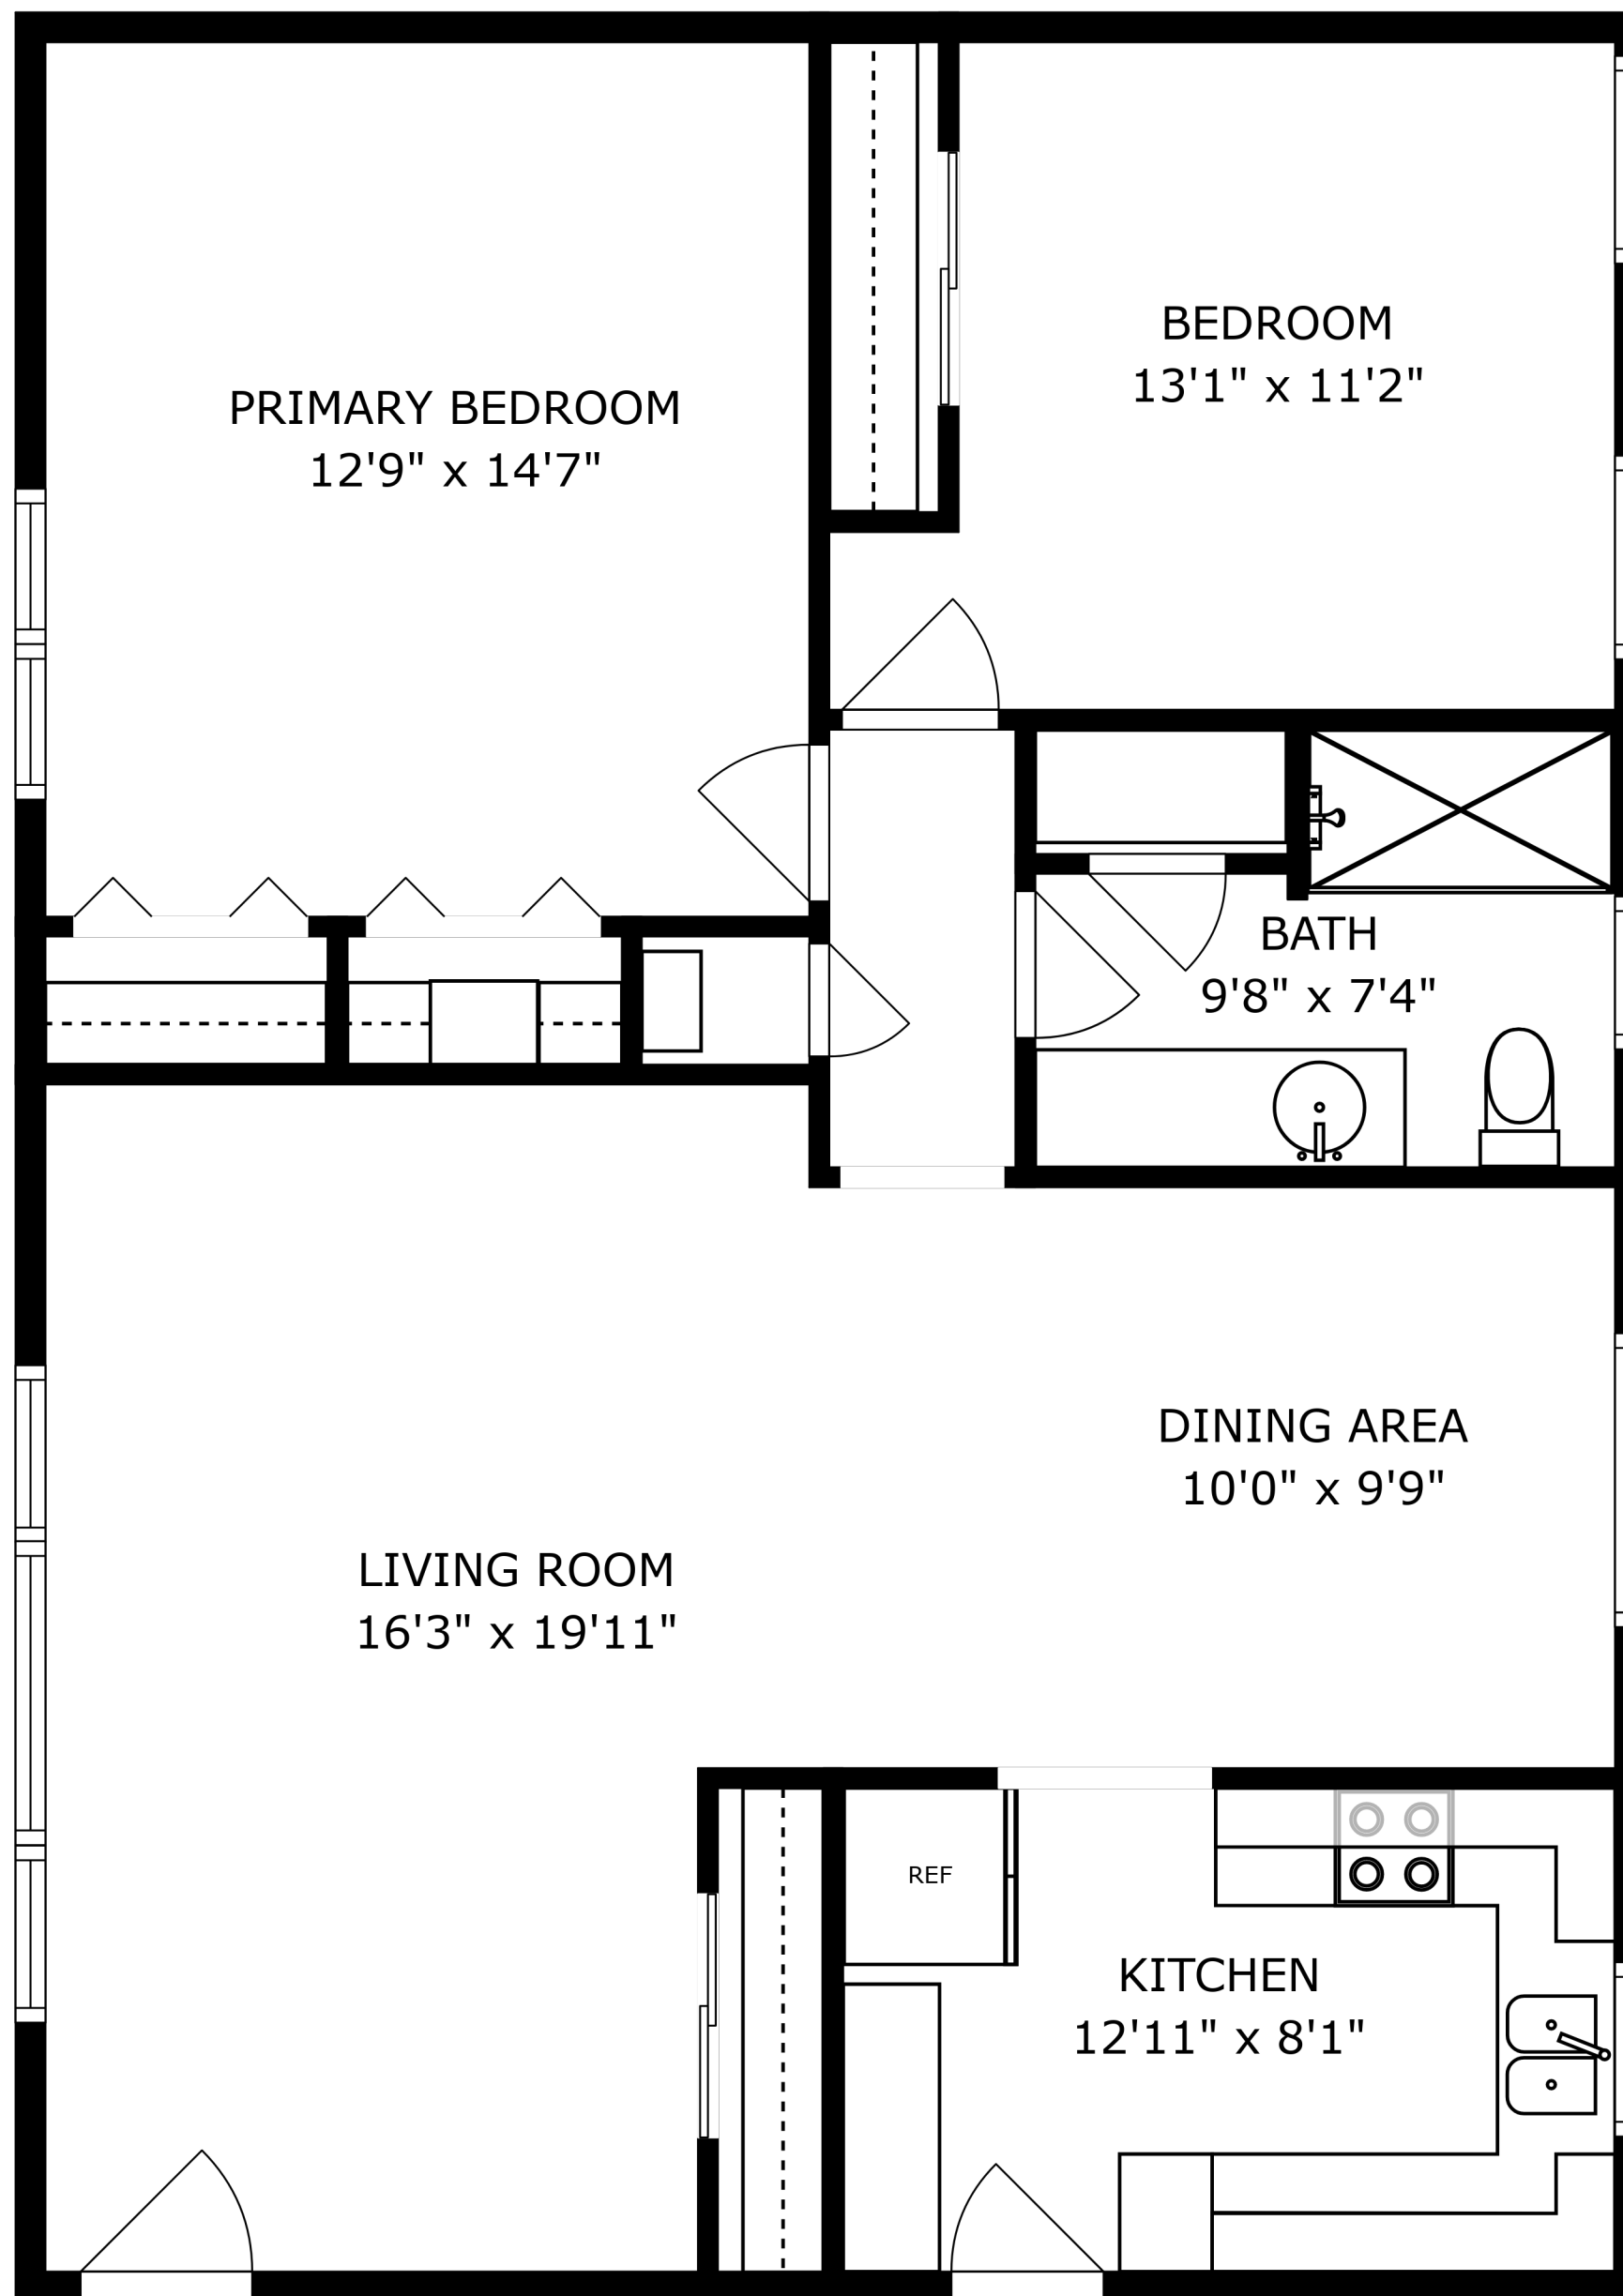 BEDROOM
13'1" x 11'2"
PRIMARY BEDROOM
12'9" x 14'7"
BATH
9'8" x 7'4"
DINING AREA
10'0" x 9'9"
LIVING ROOM
16'3" x 19'11"
REF
KITCHEN
12'11" x 8'1"